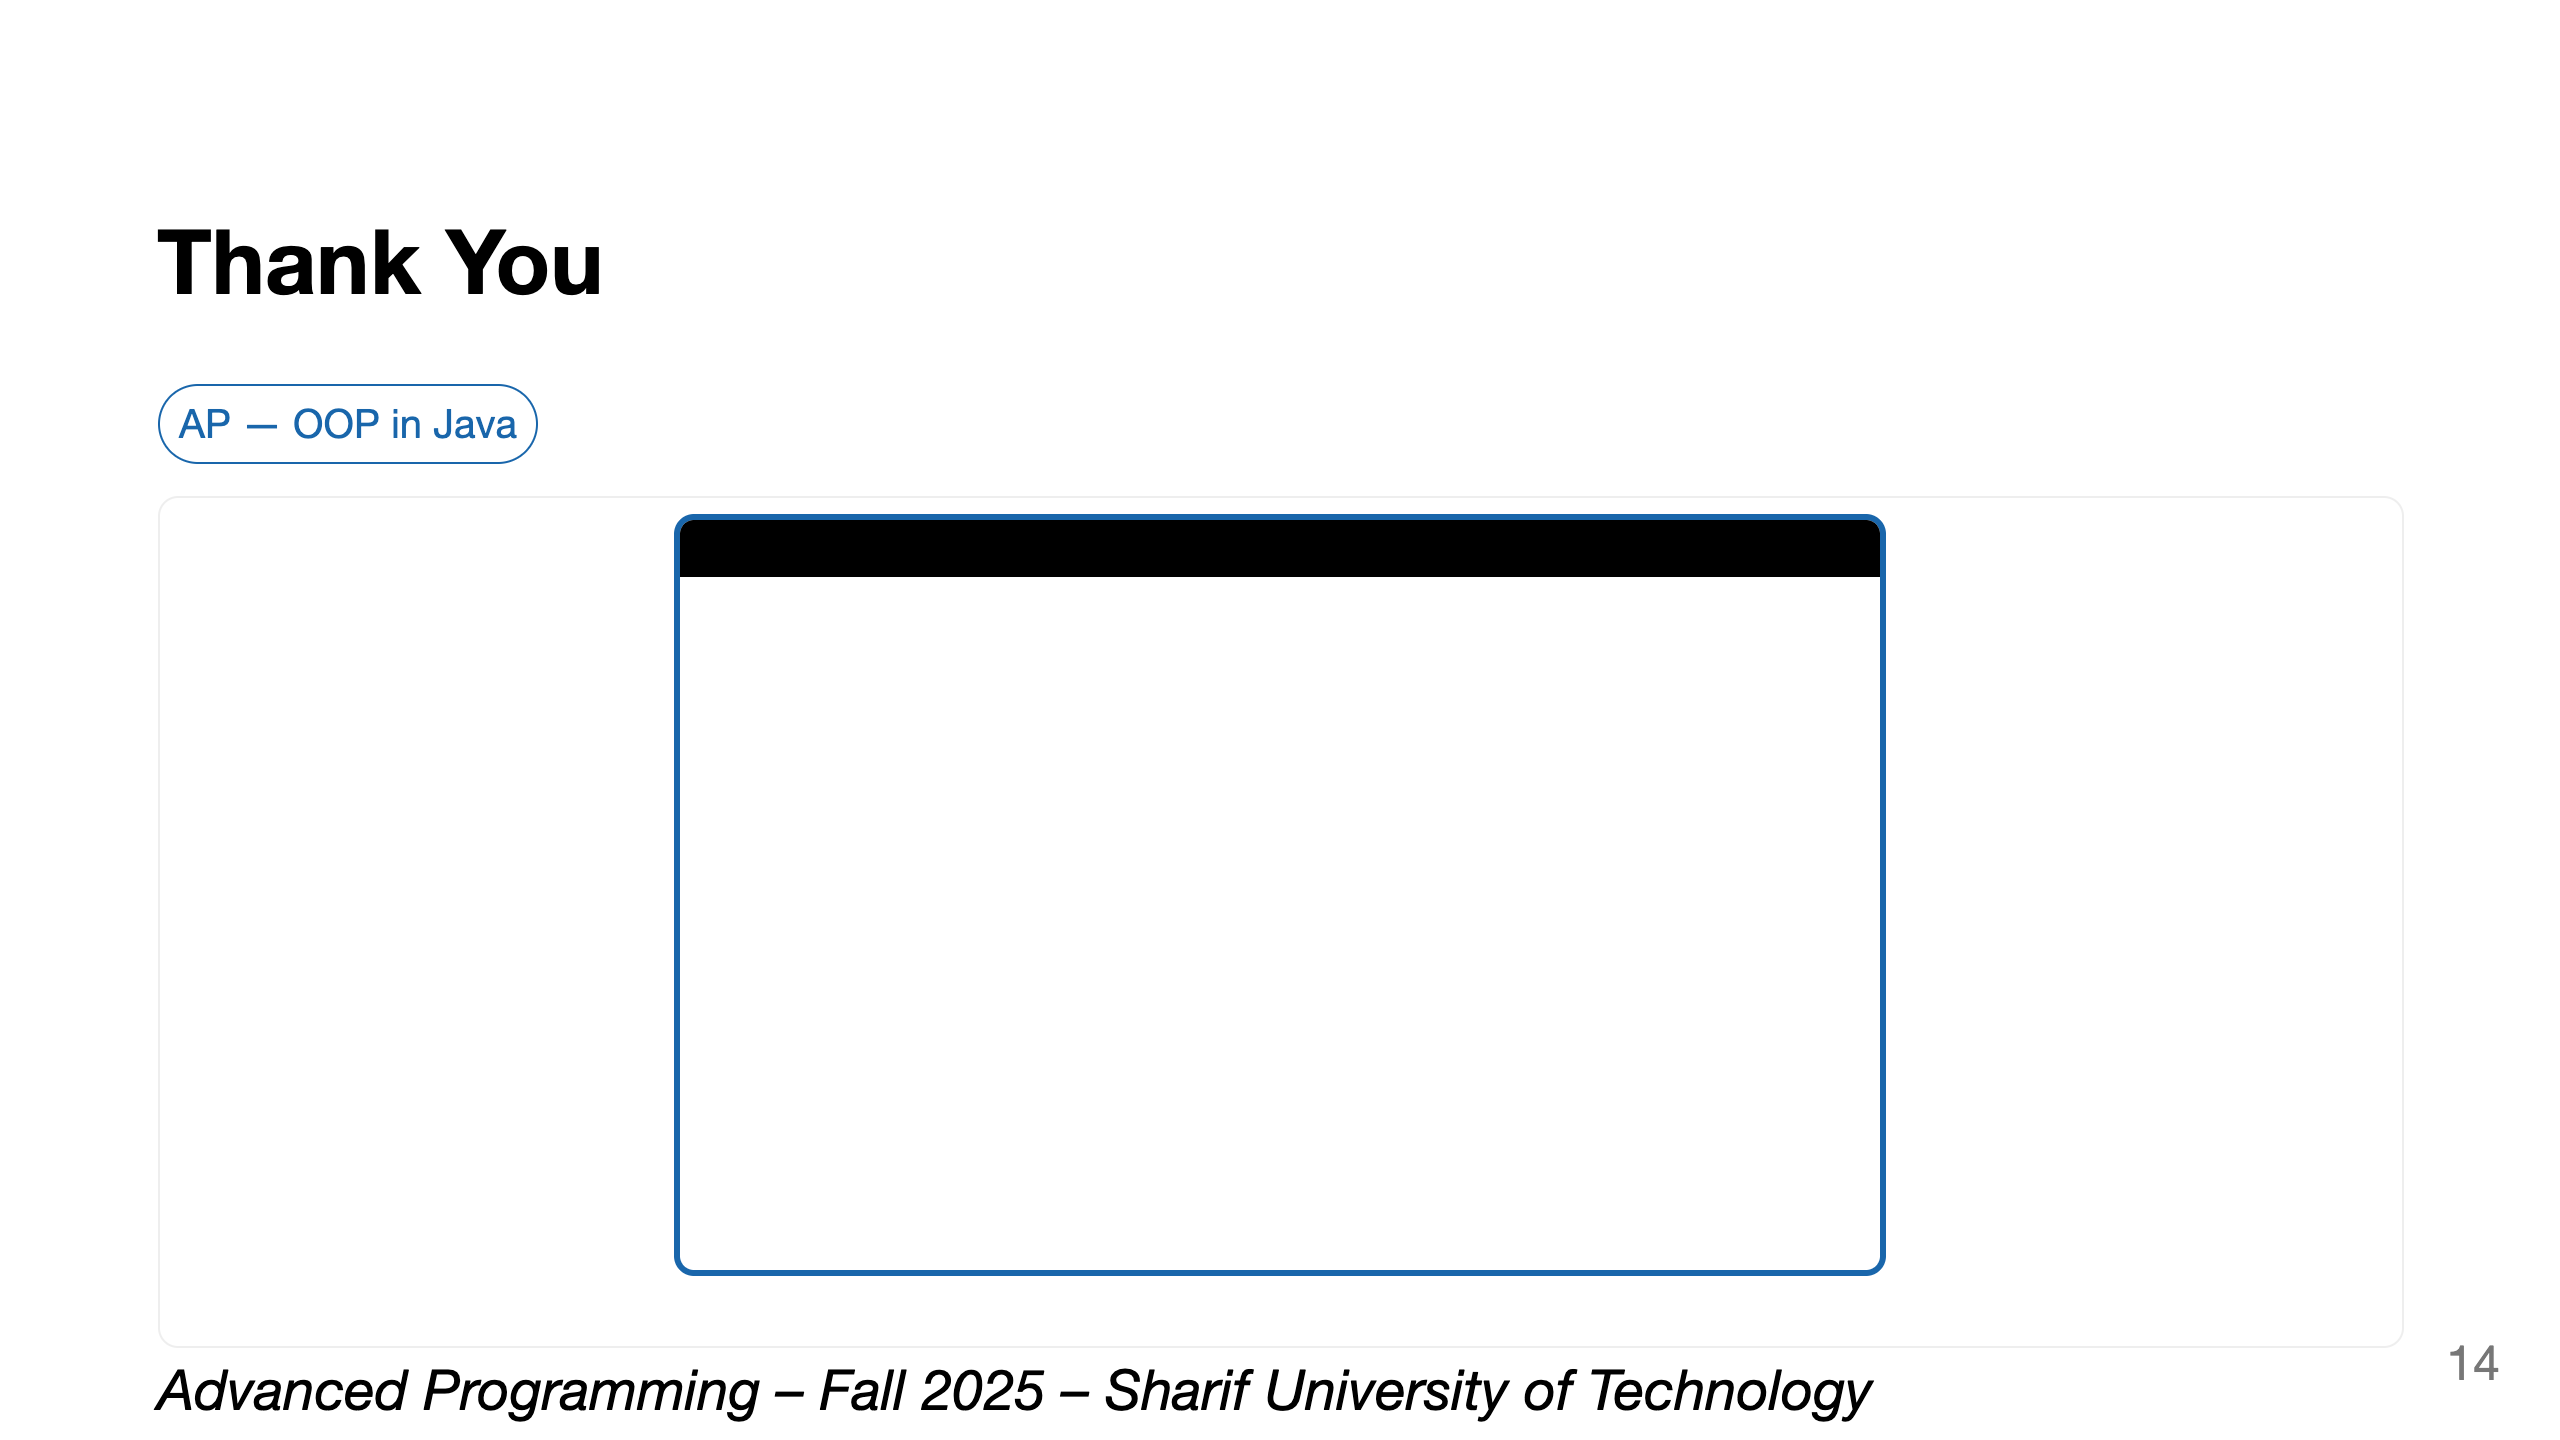 Thank You
AP — OOP in Java
Advanced Programming – Fall 2025 – Sharif University of Technology
14